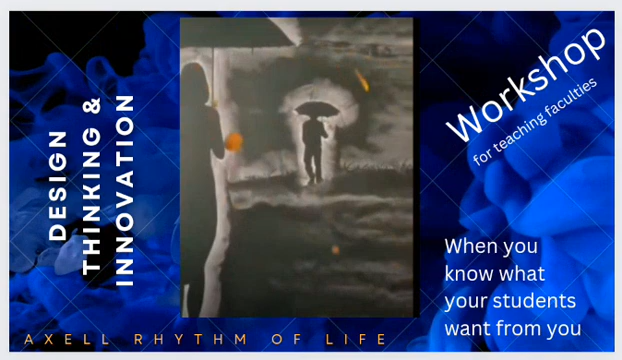 DESIGN
THINKING &
INNOVATION
Workshop
for teaching faculties
When you
know what
your students
want from you
AXELL RHYTHM OF LIFE